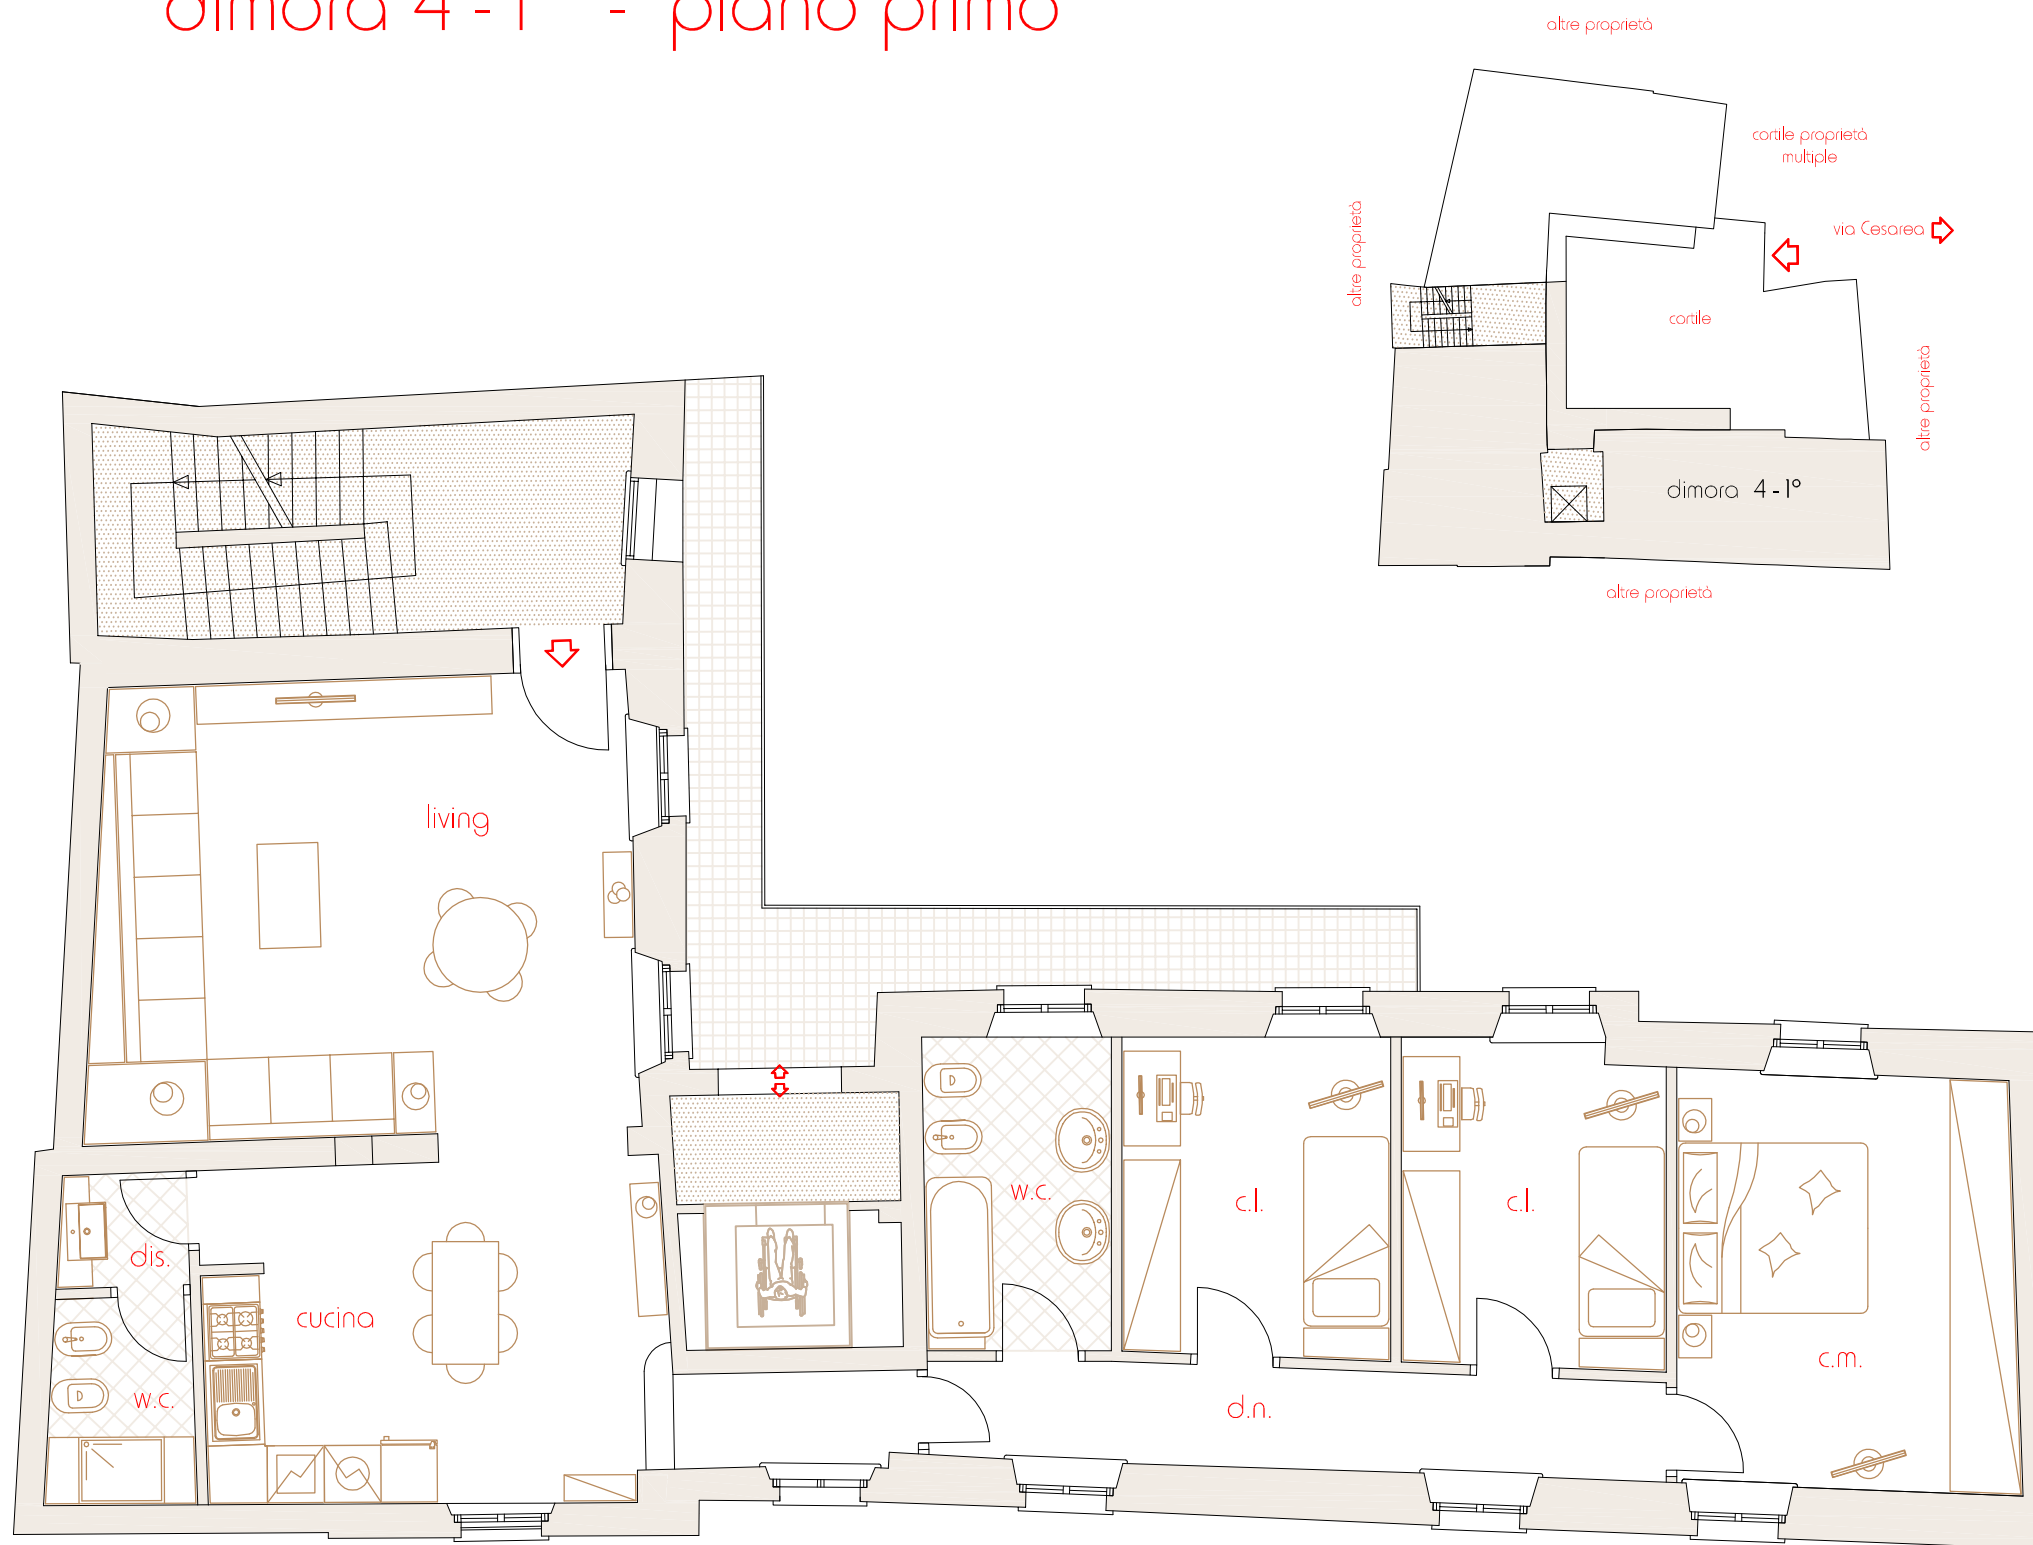 dimora 4 - 1° - piano primo
altre proprietà
cortile proprietà
multiple
via Cesarea
altre proprietà
cortile
altre proprietà
dimora 4 - 1°
altre proprietà
living
w.c.
c.l.
c.l.
dis.
cucina
c.m.
w.c.
d.n.